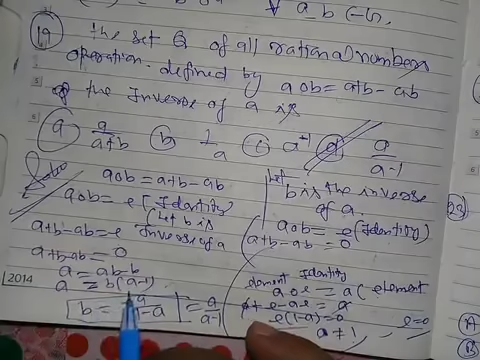 ∀ a, b ∈ G.
19 the set Q of all rational numbers
operation defined by aob = a+b-ab
of the Inverse of a is
a a/a+b b 1/a c a⁻¹ d a/a-1
aob = a+b-ab
aob = e [Identity
(Let b is
a+b-ab=e Inverse of a
a+b-ab = 0
a = ab-b
a = b(a-1)
b = = a/a-1
Let
b is the inverse
of a.
aob = e (Identity)
a+b-ab = 0
element Identity
aoe = a (element
e-ae = a
e(1-a)=0
a≠1, e=0
2014